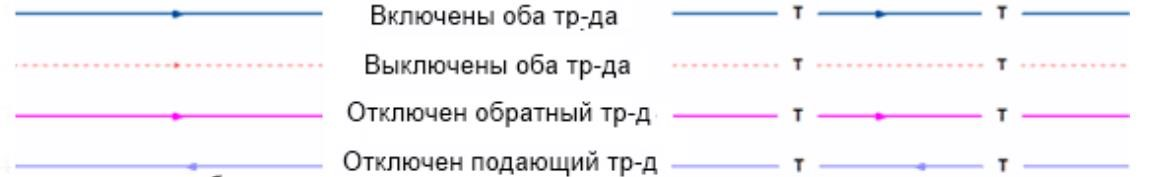 Включены оба тр-да Т Т
Выключены оба тр-да Т Т
Отключен обратный тр-д Т Т
Отключен подающий тр-д Т Т